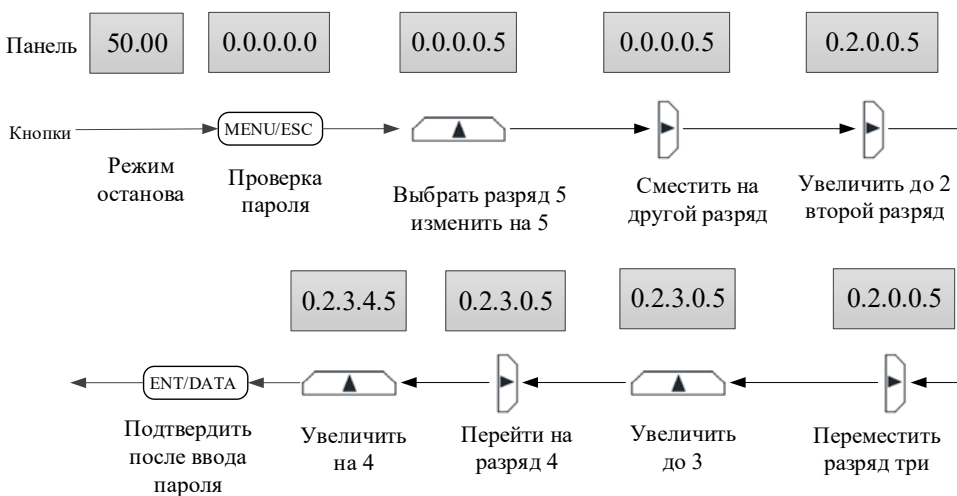 Панель 50.00 0.0.0.0.0 0.0.0.0.5 0.0.0.0.5 0.2.0.0.5
Кнопки MENU/ESC
Режим
останова
Проверка
пароля
Выбрать разряд 5
изменить на 5
Сместить на
другой разряд
Увеличить до 2
второй разряд
0.2.3.4.5 0.2.3.0.5 0.2.3.0.5 0.2.0.0.5
ENT/DATA
Подтвердить
после ввода
пароля
Увеличить
на 4
Перейти на
разряд 4
Увеличить
до 3
Переместить
разряд три